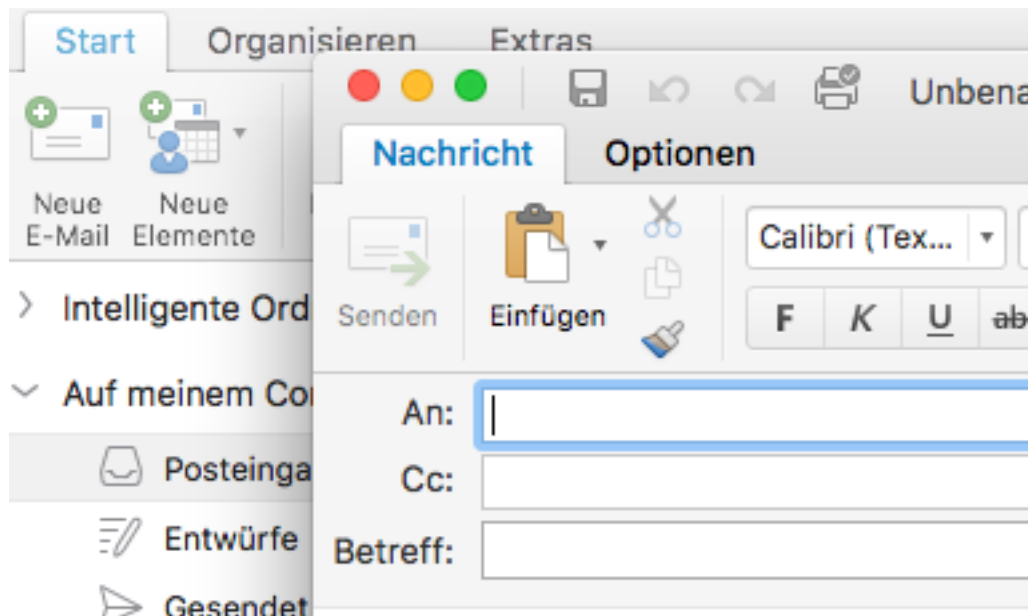 Start Organisieren Extras
Neue E-Mail
Neue Elemente
Intelligente Ord
Auf meinem Co
Posteinga
Entwürfe
Gesendet
Unbena
Nachricht Optionen
Senden
Einfügen
Calibri (Tex...
F K U ab
An:
Cc:
Betreff: